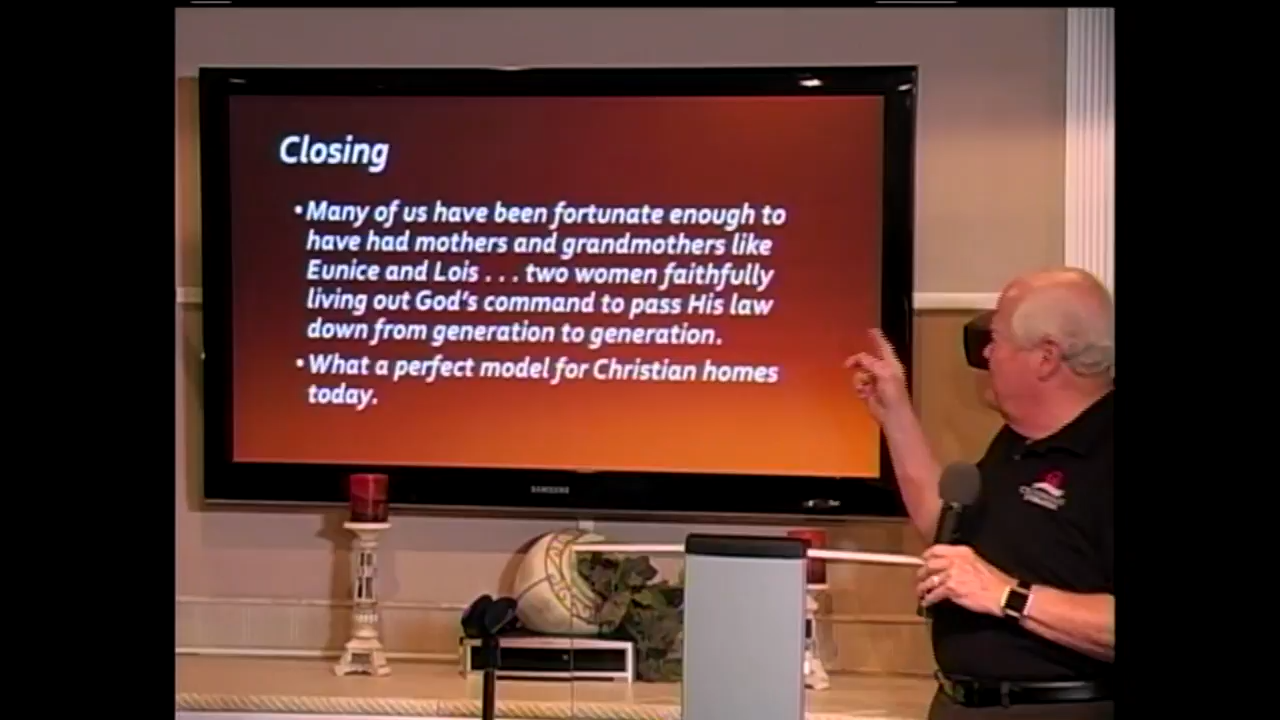 Closing
•Many of us have been fortunate enough to
have had mothers and grandmothers like
Eunice and Lois . . . two women faithfully
living out God's command to pass His law
down from generation to generation.
•What a perfect model for Christian homes
today.
SAMSUNG